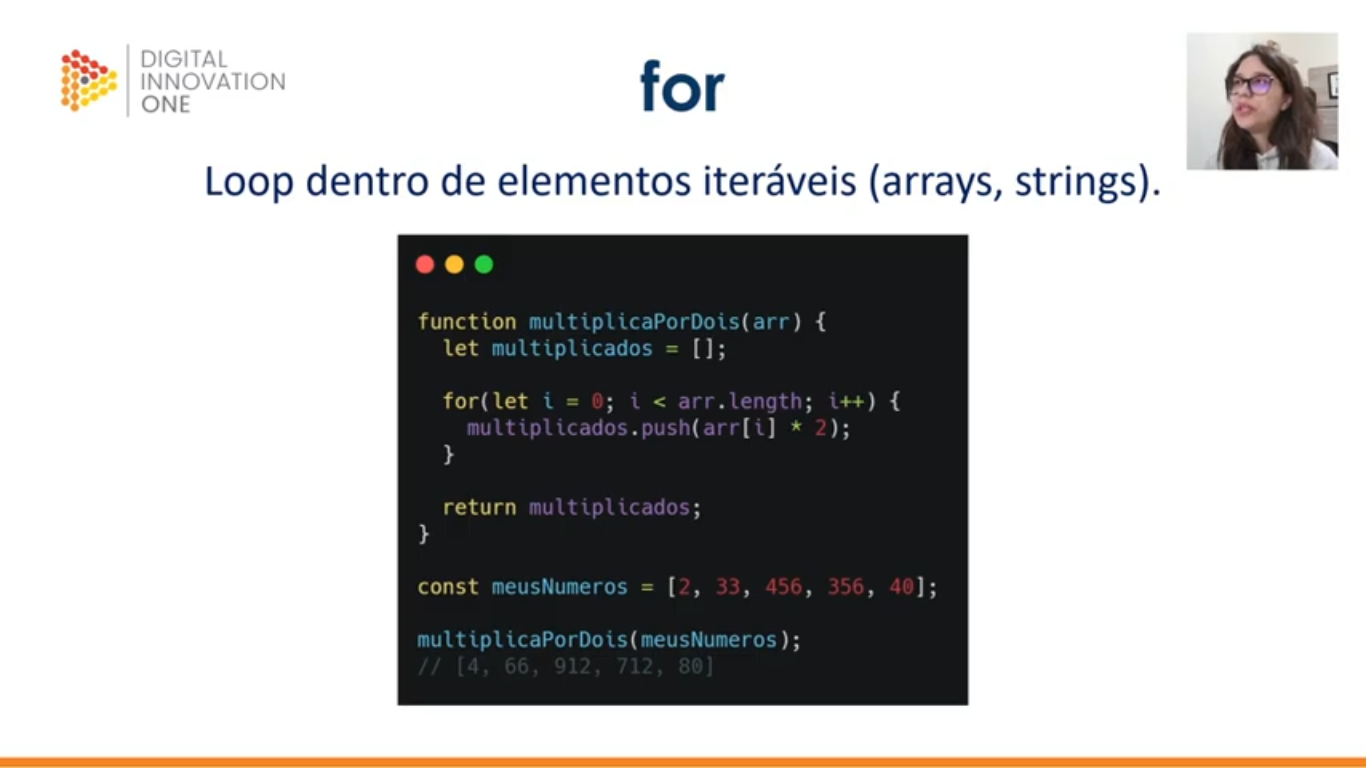 DIGITAL
INNOVATION
ONE
for
Loop dentro de elementos iteráveis (arrays, strings).
function multiplicaPorDois(arr) {
let multiplicados = [];
for(let i = 0; i < arr.length; i++) {
multiplicados.push(arr[i] * 2);
}
return multiplicados;
}
const meusNumeros = [2, 33, 456, 356, 40];
multiplicaPorDois(meusNumeros);
// [4, 66, 912, 712, 80]